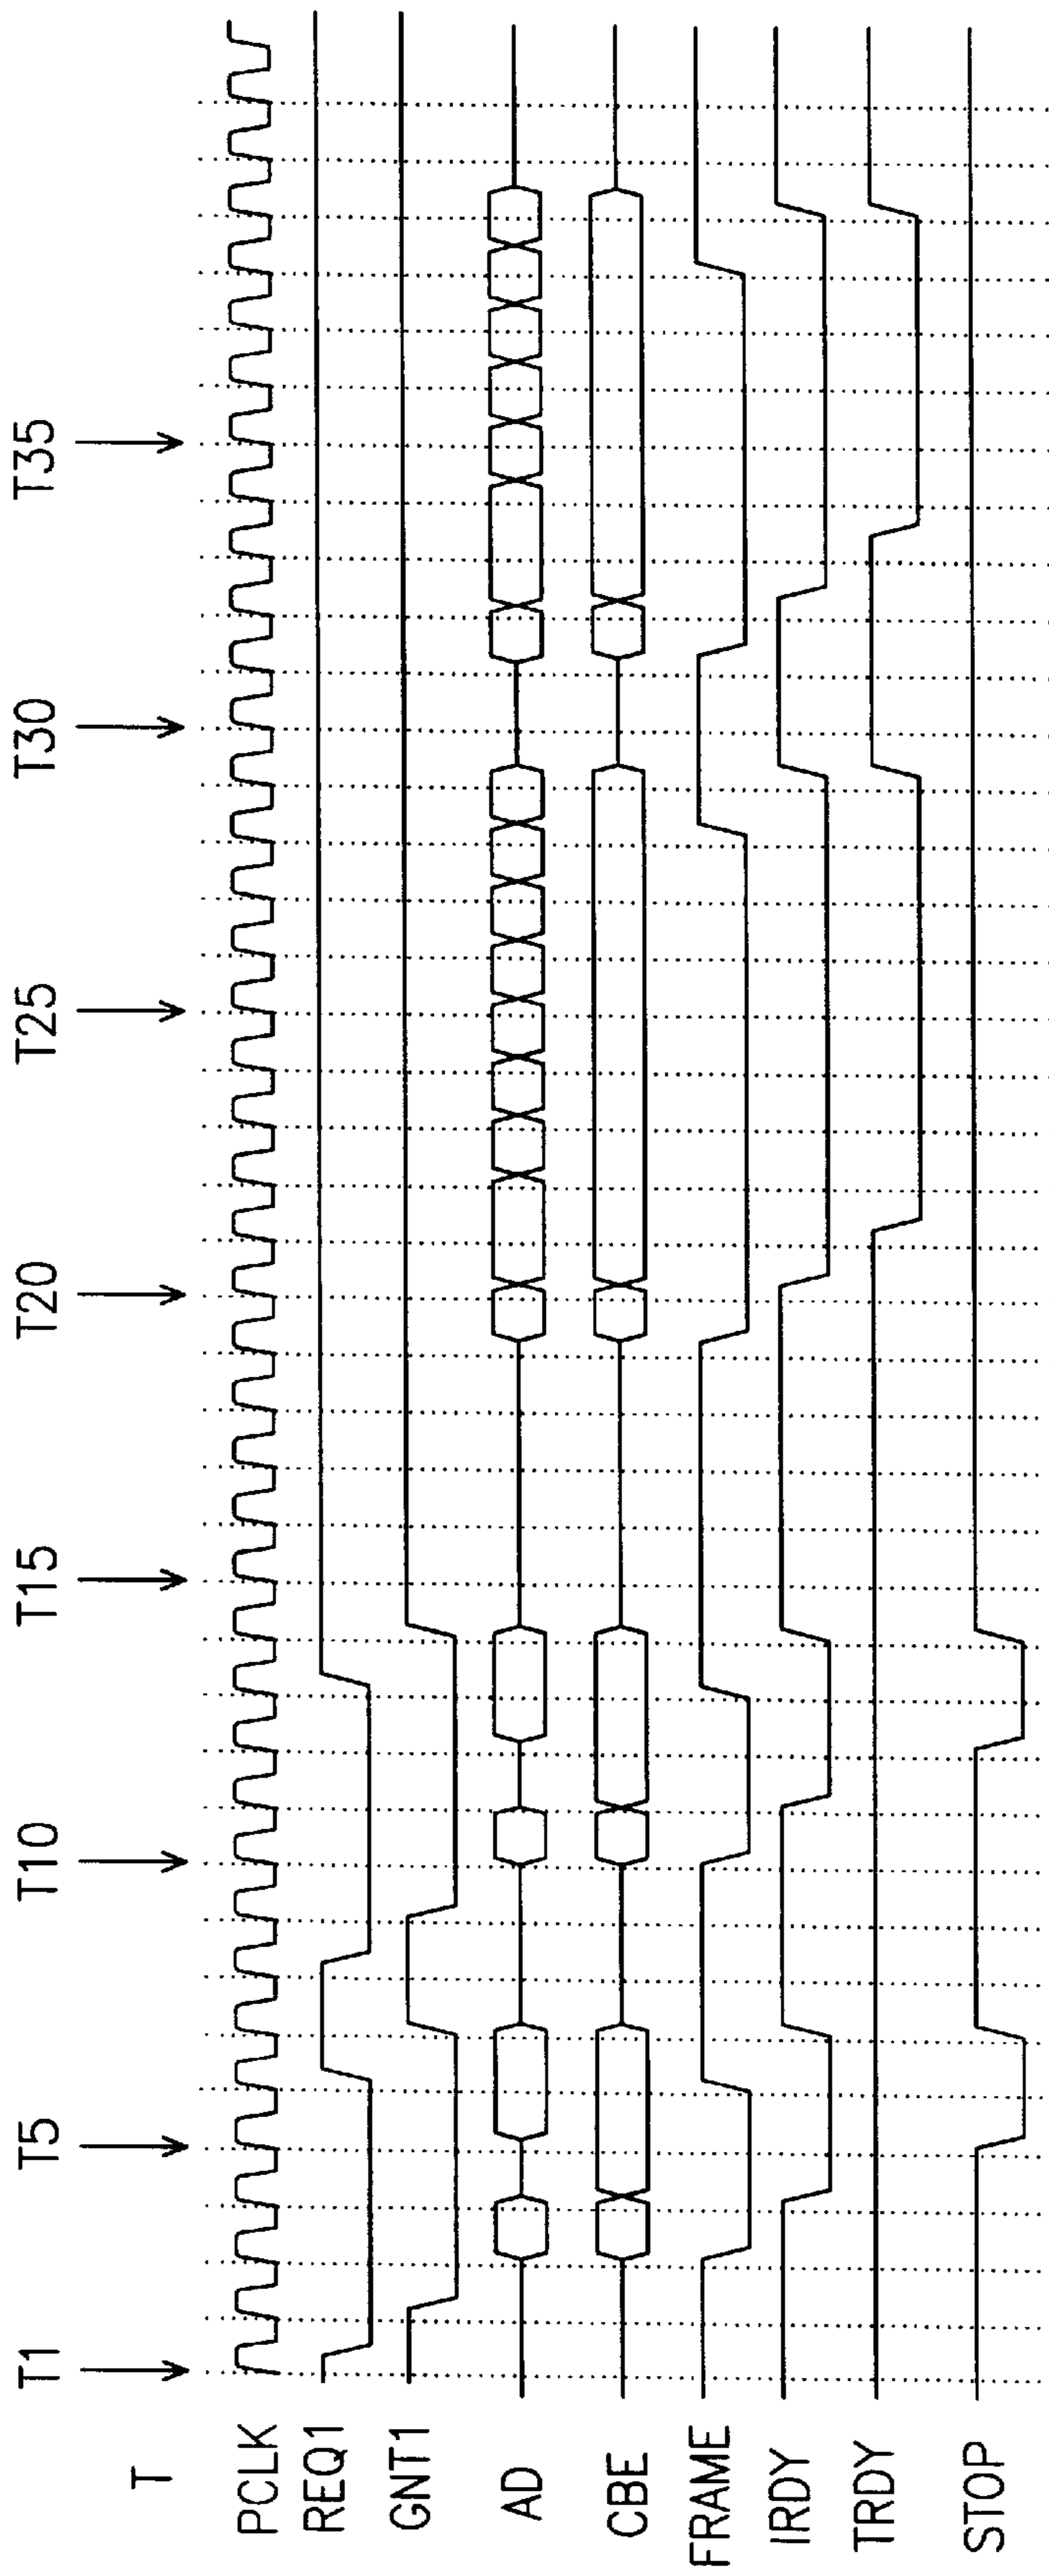 T T1 T5 T10 T15 T20 T25 T30 T35
PCLK
REQ1
GNT1
AD
CBE
FRAME
IRDY
TRDY
STOP